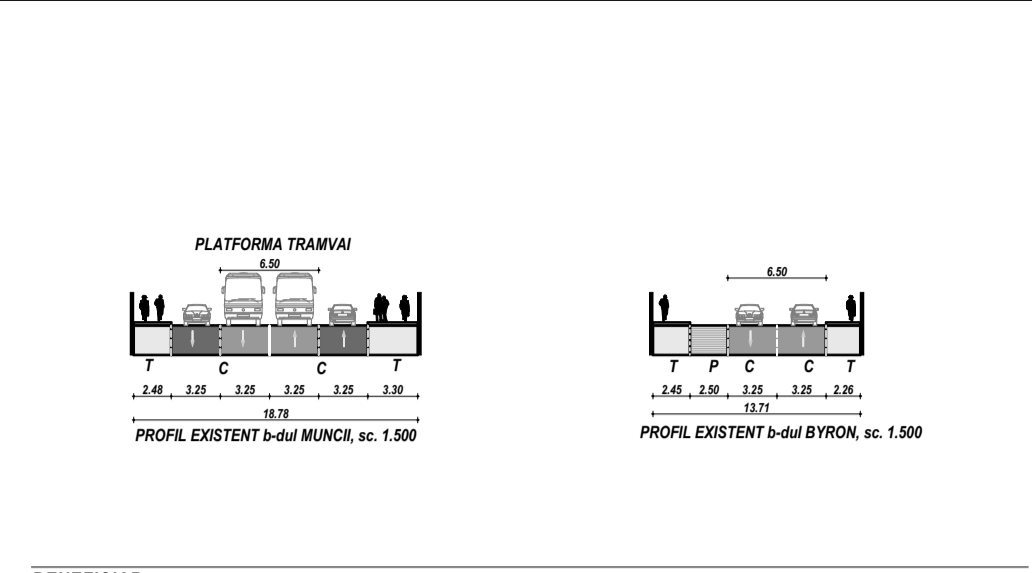 PLATFORMA TRAMVAI
6.50
T C C T
2.48 3.25 3.25 3.25 3.25 3.30
18.78
PROFIL EXISTENT b-dul MUNCII, sc. 1.500
6.50
T P C C T
2.45 2.50 3.25 3.25 2.26
13.71
PROFIL EXISTENT b-dul BYRON, sc. 1.500